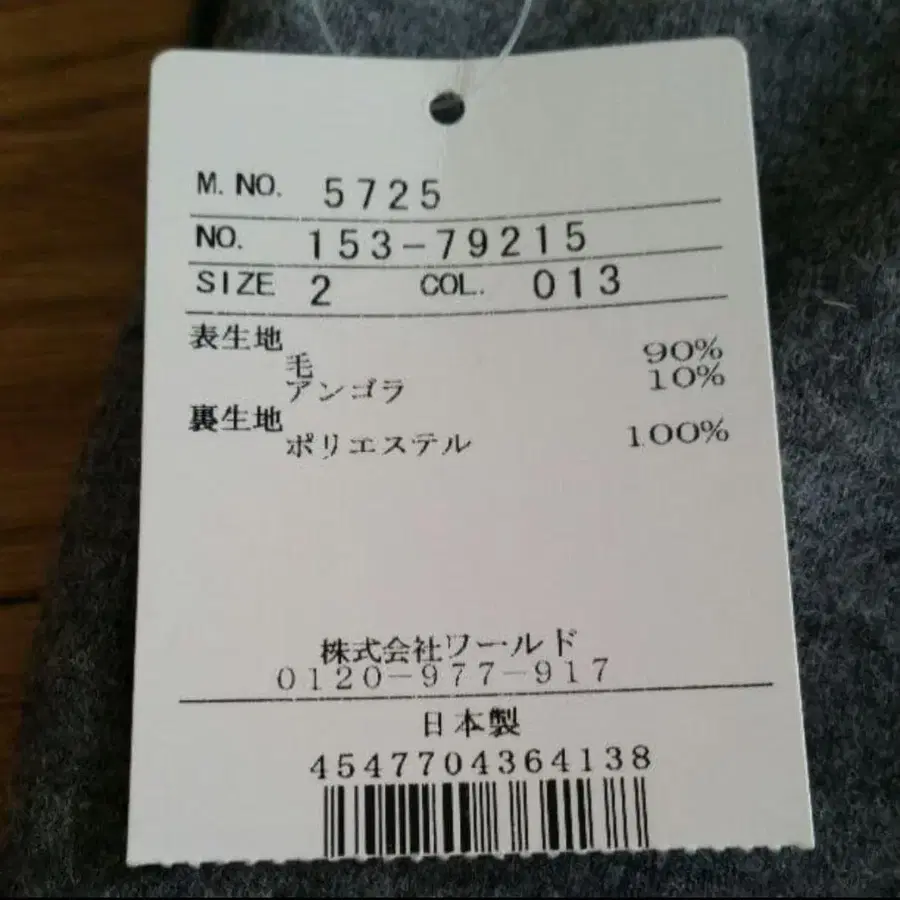 M. NO. 5725
NO. 153-79215
SIZE 2 COL. 013
表生地
毛 90%
アンゴラ 10%
裏生地
ポリエステル 100%
株式会社ワールド
0120-977-917
日本製
4547704364138